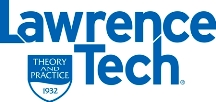 Lawrence
Tech®
THEORY
AND
PRACTICE
1932